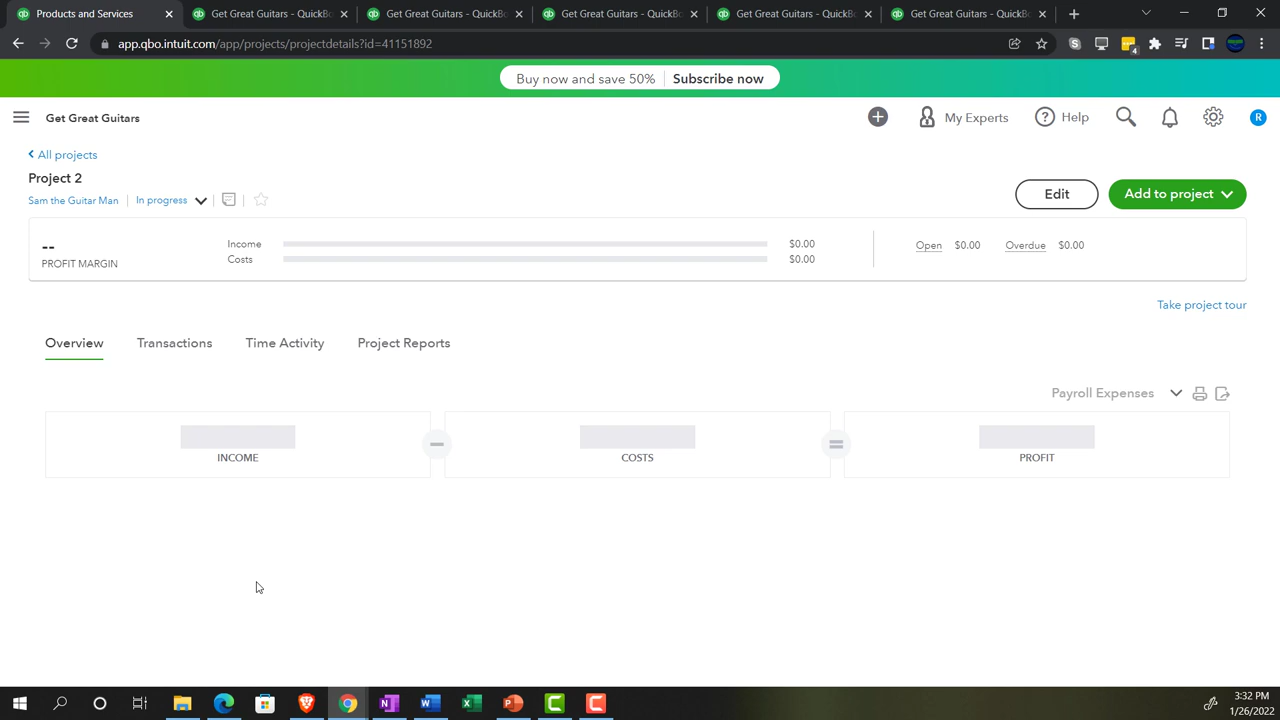 Products and Services
Get Great Guitars - QuickBo
Get Great Guitars - QuickBo
Get Great Guitars - QuickBo
Get Great Guitars - QuickBo
Get Great Guitars - QuickBo
app.qbo.intuit.com/app/projects/projectdetails?id=41151892
4
Buy now and save 50% Subscribe now
Get Great Guitars
My Experts
Help
R
All projects
Project 2
Sam the Guitar Man
In progress
Edit
Add to project
--
PROFIT MARGIN
Income $0.00
Costs $0.00
Open $0.00 Overdue $0.00
Take project tour
Overview Transactions Time Activity Project Reports
Payroll Expenses
INCOME
COSTS
PROFIT
3:32 PM
1/26/2022